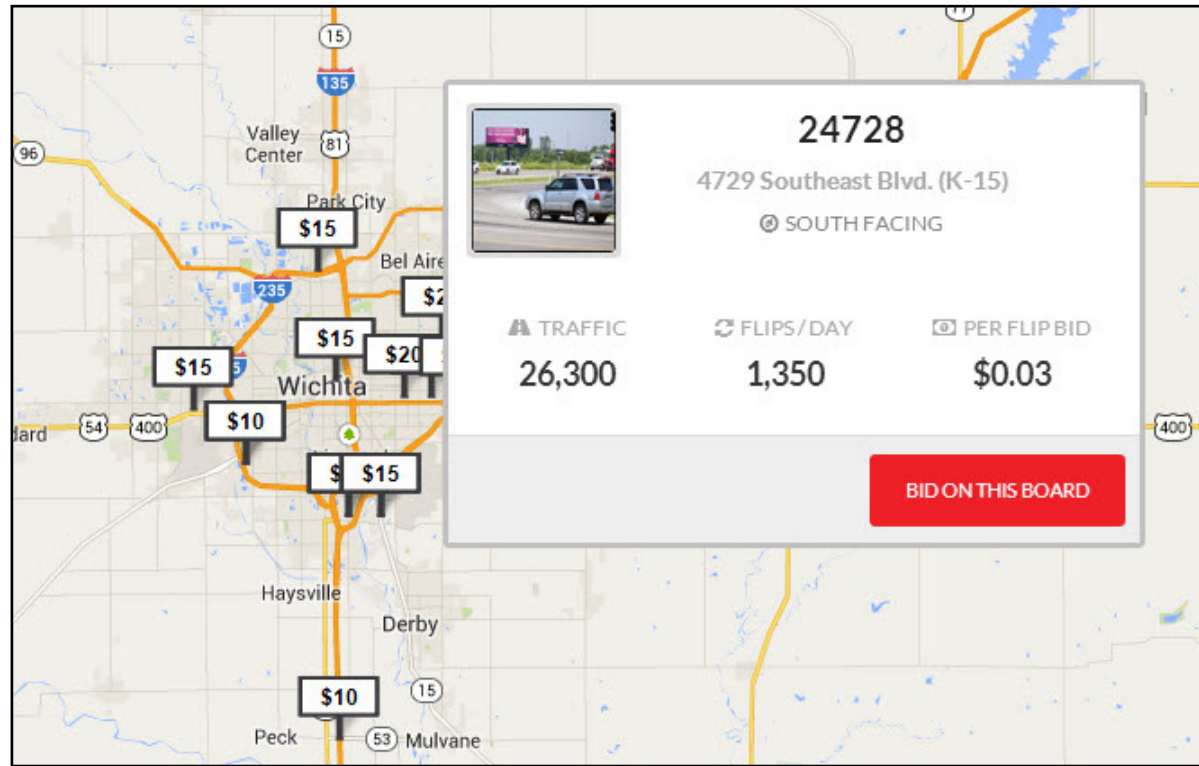 15
77
135
Valley
Center
81
96
Park City
$15
Bel Aire
235
$15
$20
$15
Wichita
$10
54
400
$15
Haysville
Derby
$10
15
Peck
53
Mulvane
400
24728
4729 Southeast Blvd. (K-15)
SOUTH FACING
TRAFFIC
FLIPS/DAY
PER FLIP BID
26,300
1,350
$0.03
BID ON THIS BOARD